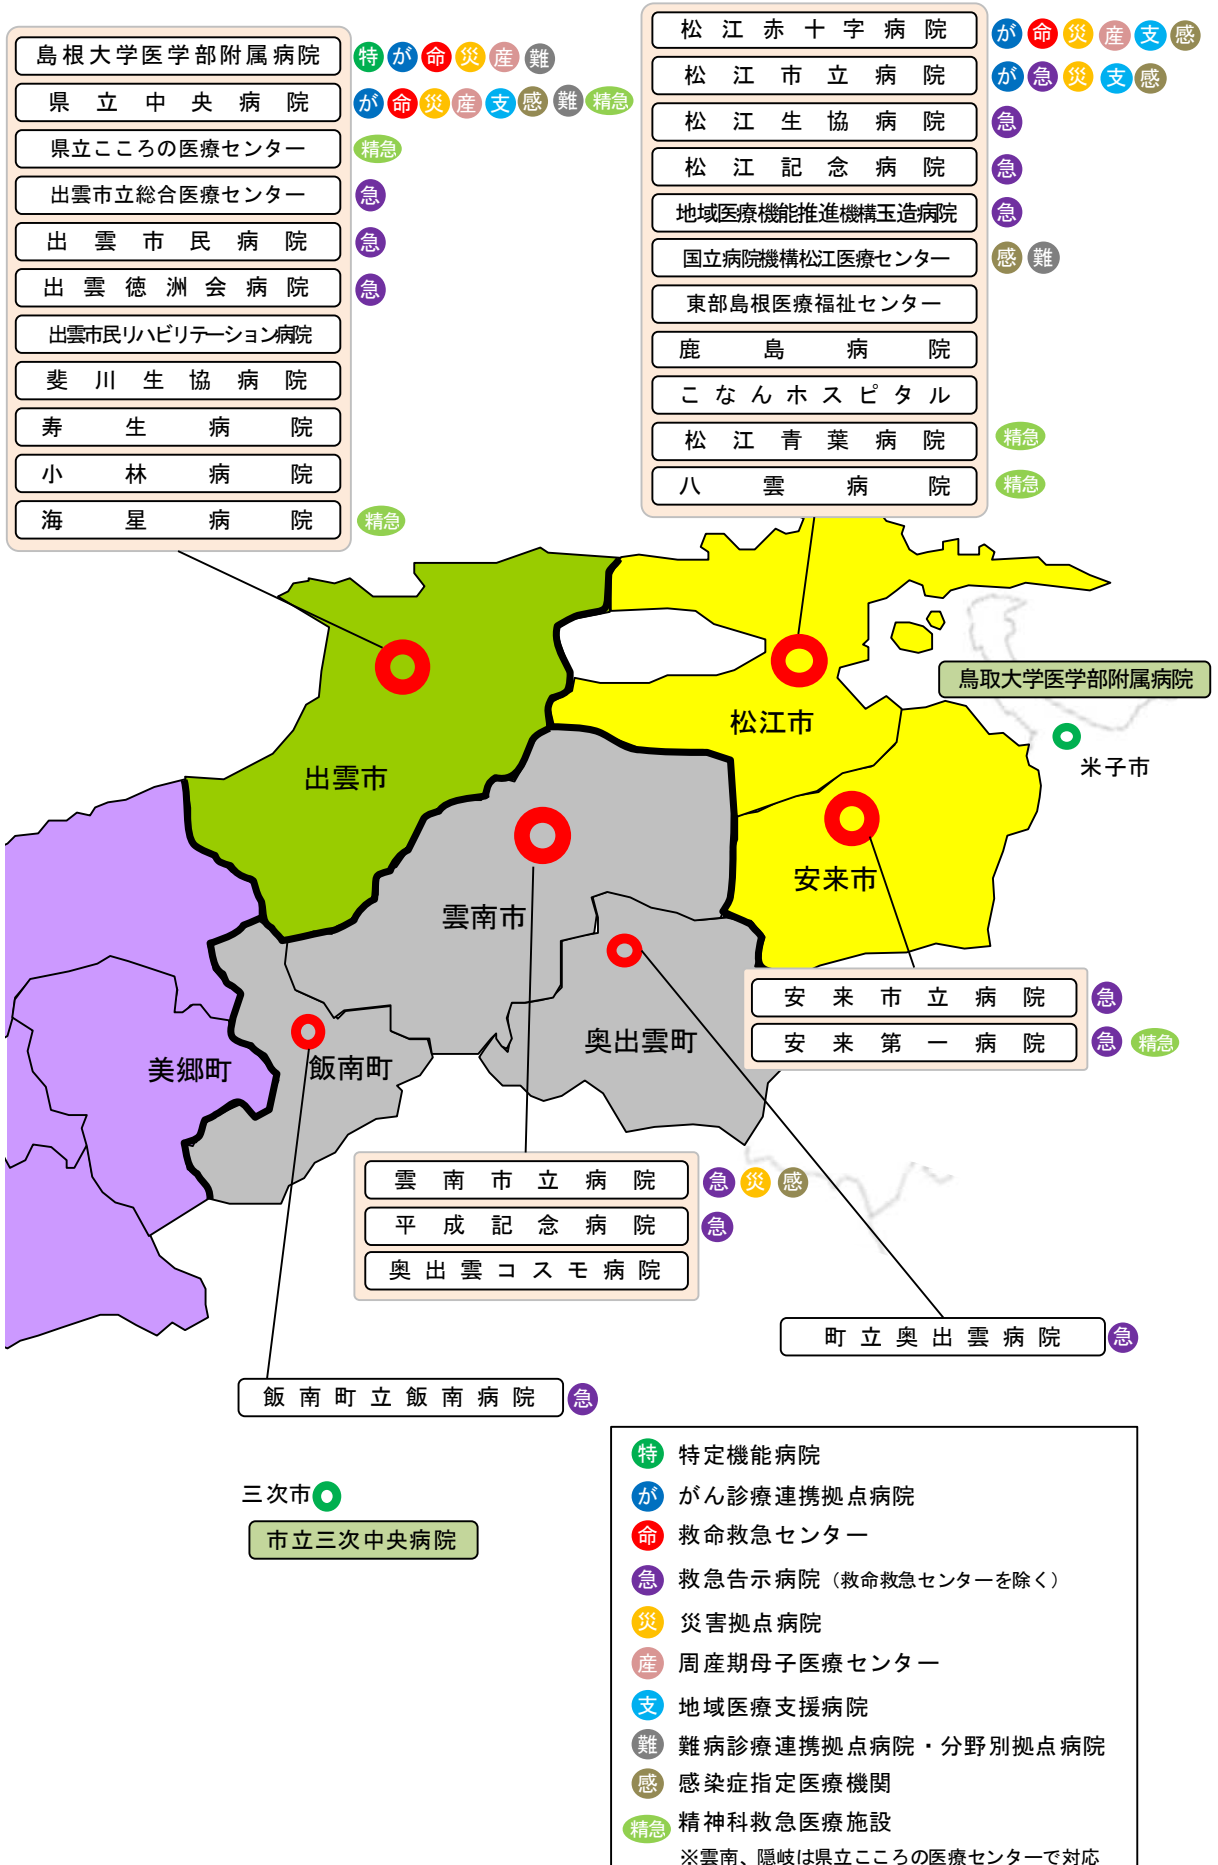 島根大学医学部附属病院 特 が 命 災 産 難
県立中央病院 が 命 災 産 支 感 難 精急
県立こころの医療センター 精急
出雲市立総合医療センター 急
出雲市民病院 急
出雲徳洲会病院 急
出雲市民リハビリテーション病院
斐川生協病院
寿生病院
小林病院
海星病院 精急
松江赤十字病院 が 命 災 産 支 感
松江市立病院 が 急 災 支 感
松江生協病院 急
松江記念病院 急
地域医療機能推進機構玉造病院 急
国立病院機構松江医療センター 感 難
東部島根医療福祉センター
鹿島病院
こなんホスピタル
松江青葉病院 精急
八雲病院 精急
鳥取大学医学部附属病院
松江市
米子市
出雲市
安来市
雲南市
安来市立病院 急
安来第一病院 急 精急
奥出雲町
飯南町
美郷町
雲南市立病院 急 災 感
平成記念病院 急
奥出雲コスモ病院
町立奥出雲病院 急
飯南町立飯南病院 急
三次市
市立三次中央病院
特 特定機能病院
が がん診療連携拠点病院
命 救命救急センター
急 救急告示病院（救命救急センターを除く）
災 災害拠点病院
産 周産期母子医療センター
支 地域医療支援病院
難 難病診療連携拠点病院・分野別拠点病院
感 感染症指定医療機関
精急 精神科救急医療施設
※雲南、隠岐は県立こころの医療センターで対応